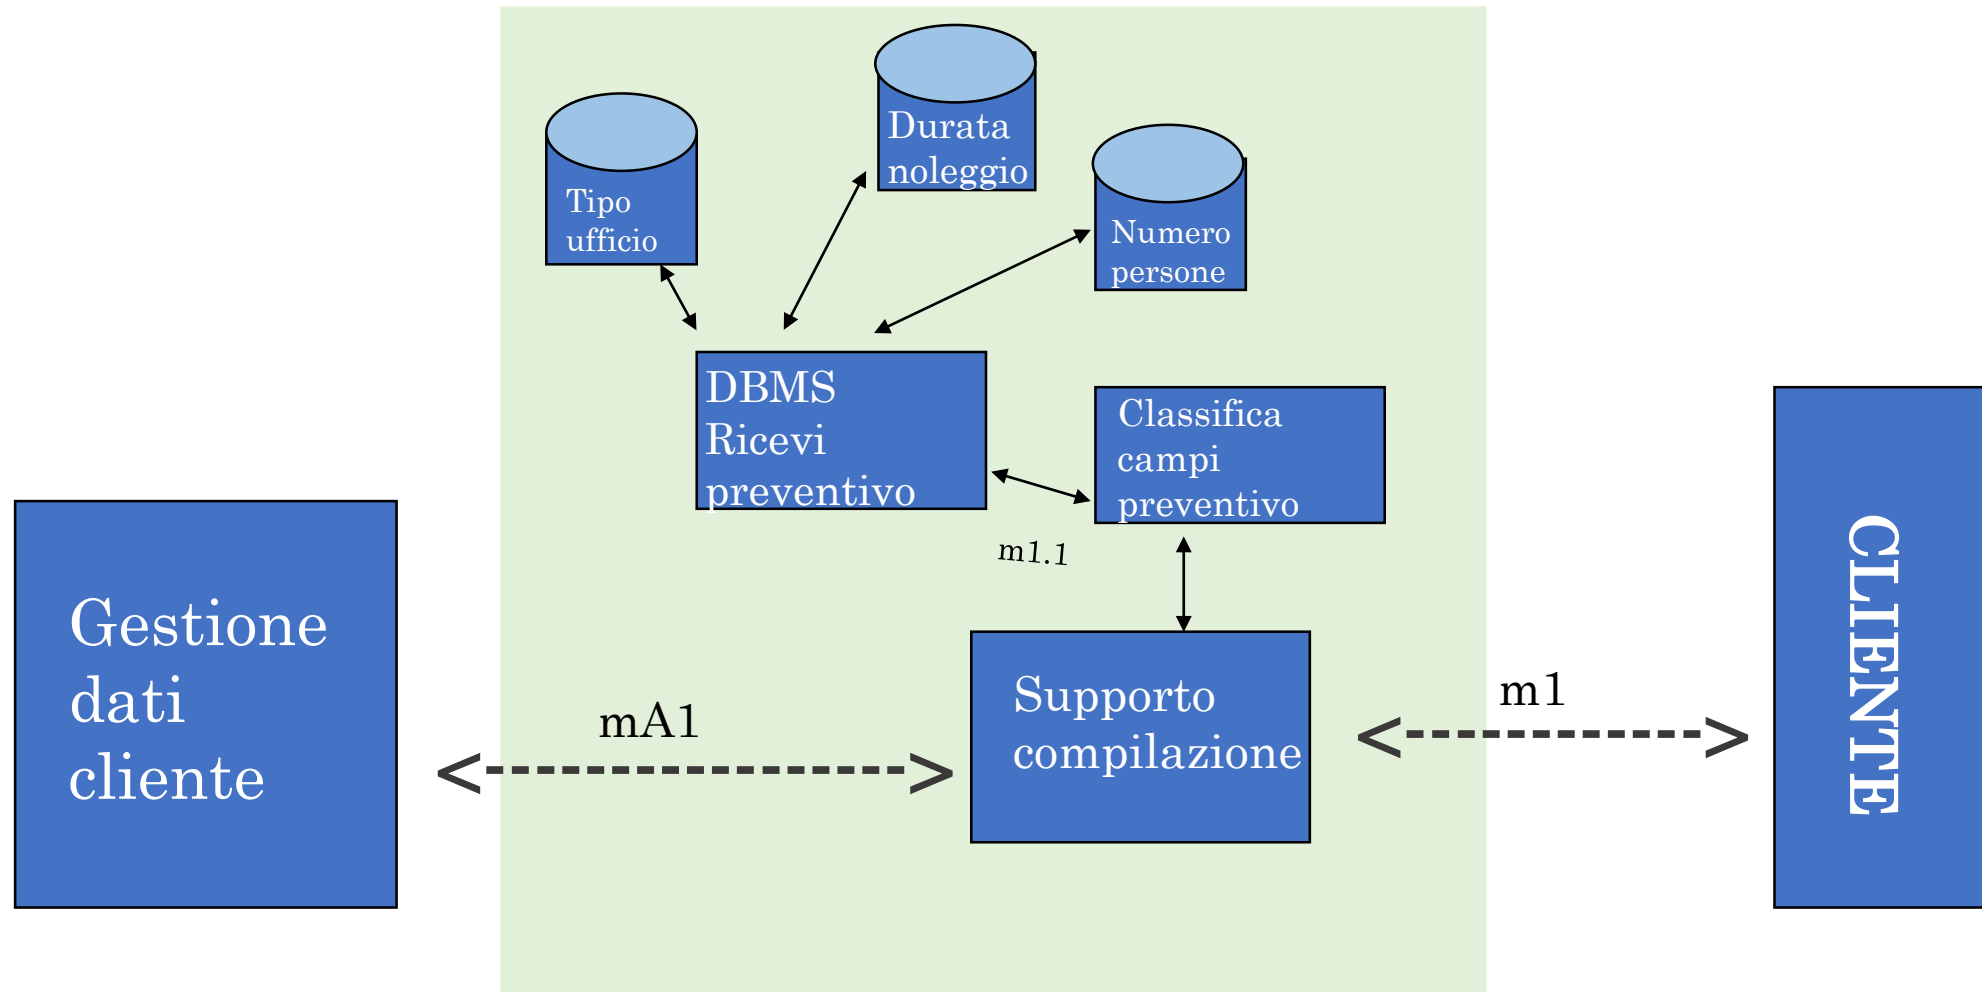 Durata
noleggio
Tipo
ufficio
Numero
persone
DBMS
Ricevi
preventivo
Classifica
campi
preventivo
m1.1
Gestione
dati
cliente
mA1
Supporto
compilazione
m1
CLIENTE